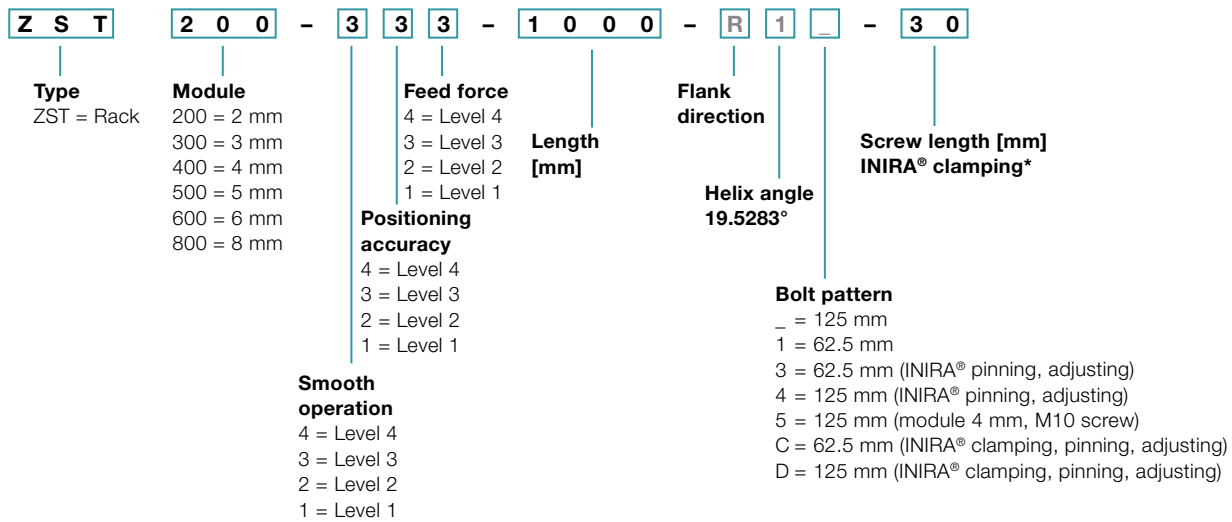 Z S T 2 0 0 – 3 3 3 – 1 0 0 0 – R 1 _ – 3 0
Type
ZST = Rack
Module
200 = 2 mm
300 = 3 mm
400 = 4 mm
500 = 5 mm
600 = 6 mm
800 = 8 mm
Smooth
operation
4 = Level 4
3 = Level 3
2 = Level 2
1 = Level 1
Positioning
accuracy
4 = Level 4
3 = Level 3
2 = Level 2
1 = Level 1
Feed force
4 = Level 4
3 = Level 3
2 = Level 2
1 = Level 1
Length
[mm]
Flank
direction
Helix angle
19.5283°
Bolt pattern
_ = 125 mm
1 = 62.5 mm
3 = 62.5 mm (INIRA® pinning, adjusting)
4 = 125 mm (INIRA® pinning, adjusting)
5 = 125 mm (module 4 mm, M10 screw)
C = 62.5 mm (INIRA® clamping, pinning, adjusting)
D = 125 mm (INIRA® clamping, pinning, adjusting)
Screw length [mm]
INIRA® clamping*